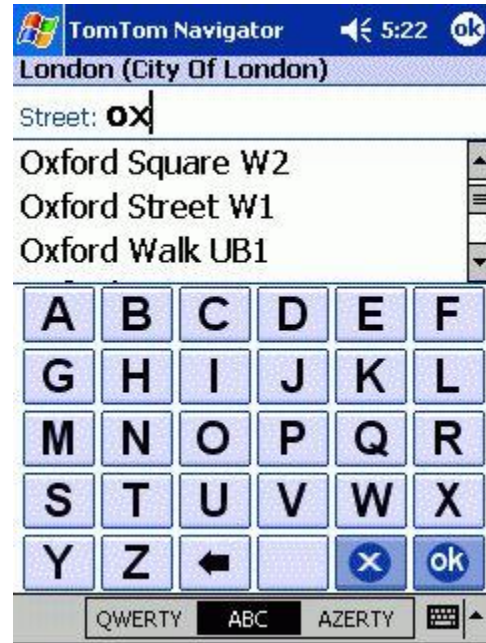 TomTom Navigator 5:22 ok
London (City Of London)
Street: ox
Oxford Square W2
Oxford Street W1
Oxford Walk UB1
A B C D E F
G H I J K L
M N O P Q R
S T U V W X
Y Z ok
QWERTY ABC AZERTY